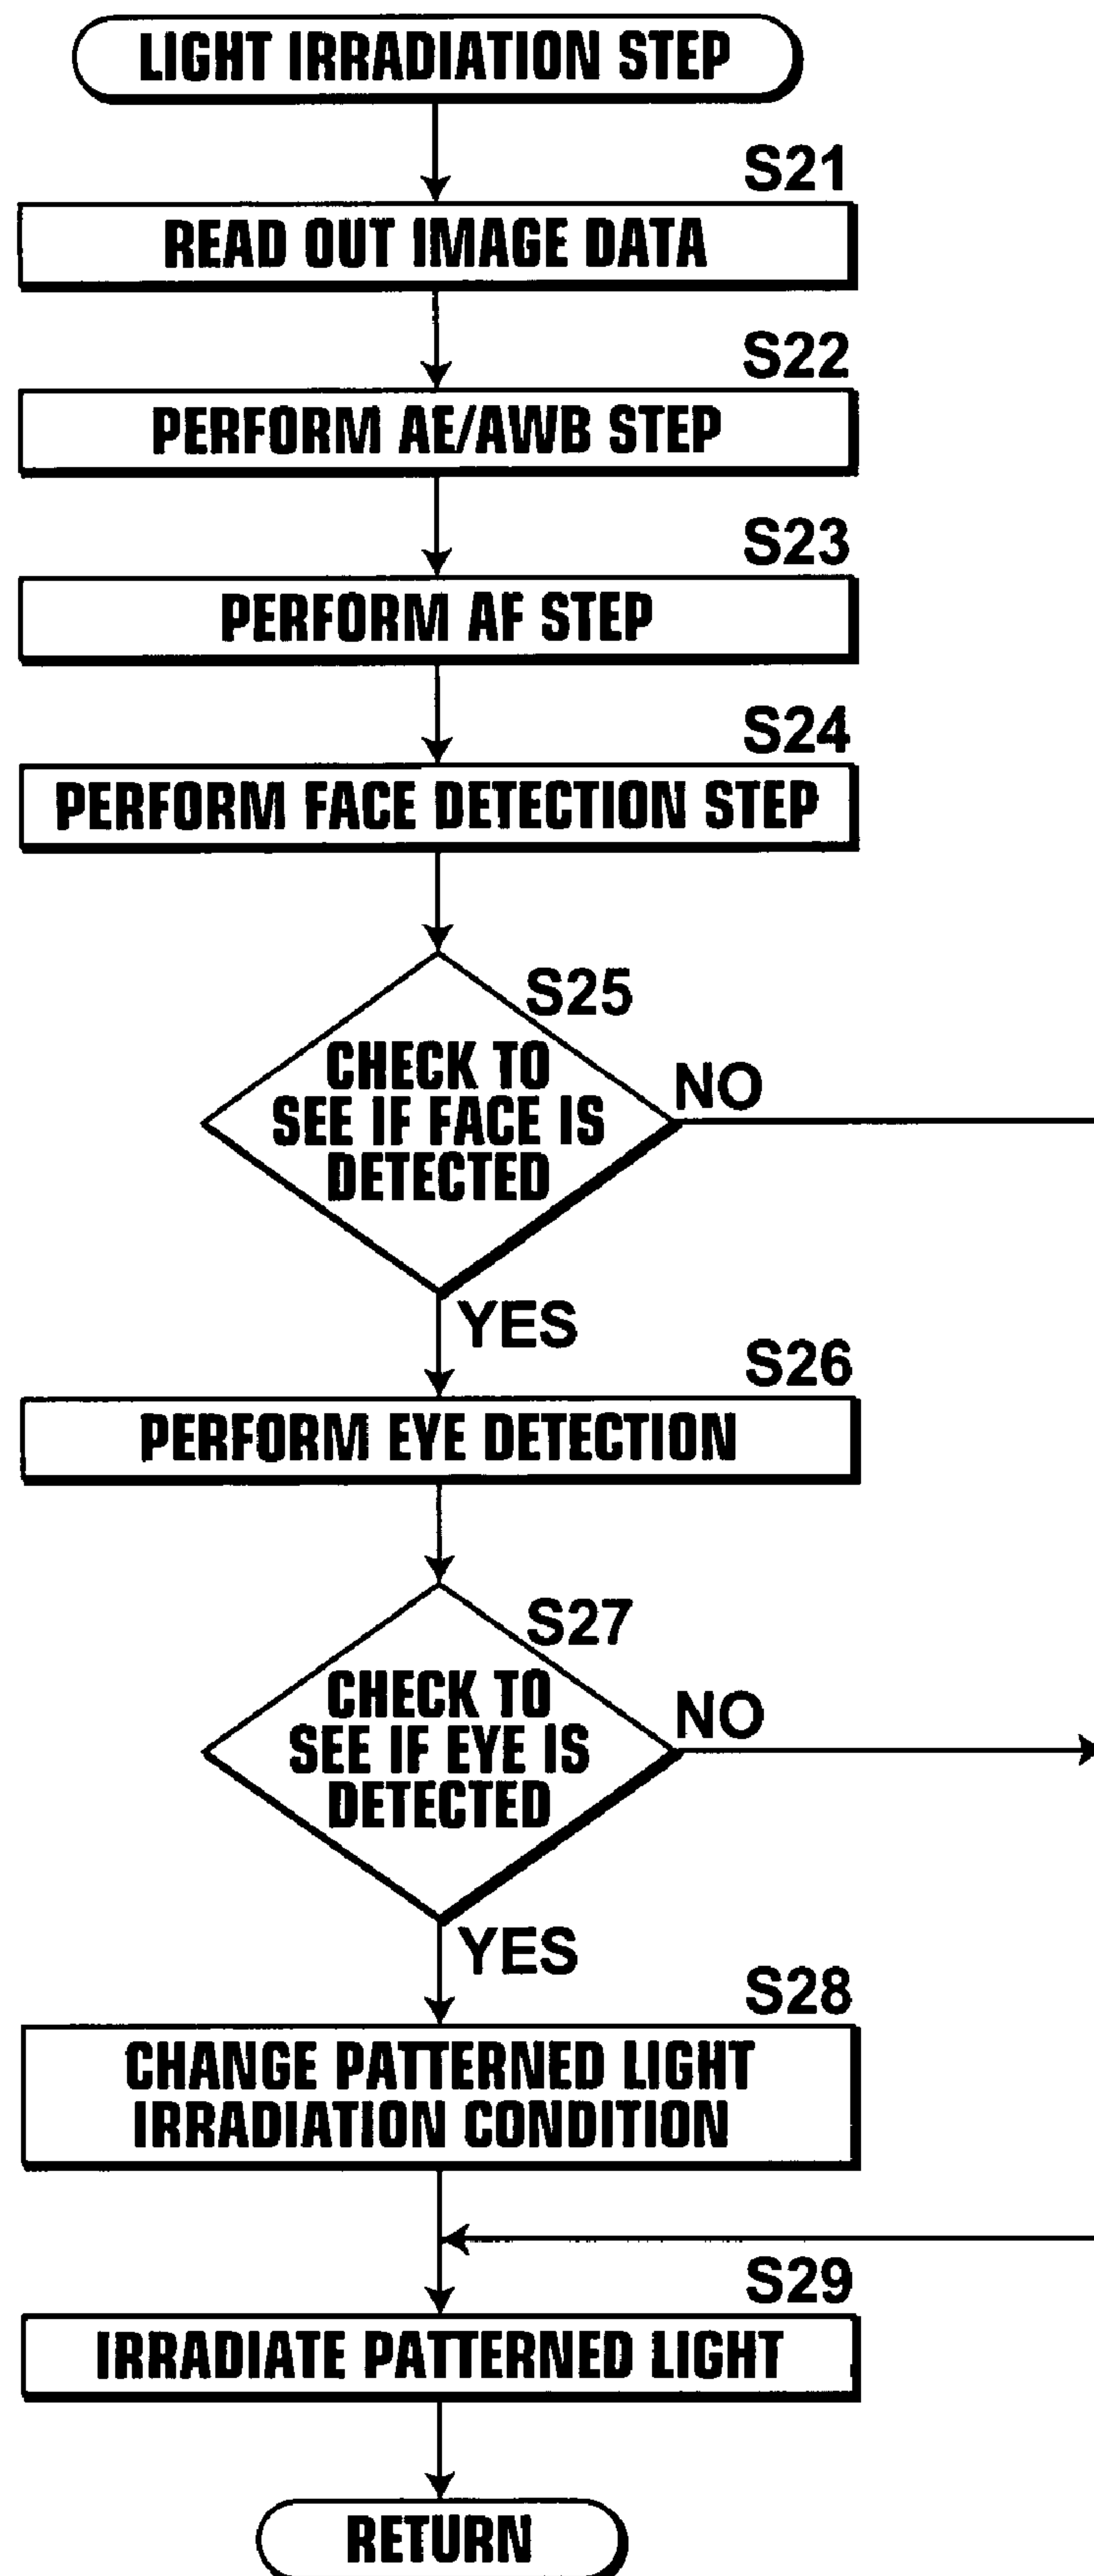 LIGHT IRRADIATION STEP
S21
READ OUT IMAGE DATA
S22
PERFORM AE/AWB STEP
S23
PERFORM AF STEP
S24
PERFORM FACE DETECTION STEP
S25
CHECK TO
SEE IF FACE IS
DETECTED
NO
YES
S26
PERFORM EYE DETECTION
S27
CHECK TO
SEE IF EYE IS
DETECTED
NO
YES
S28
CHANGE PATTERNED LIGHT
IRRADIATION CONDITION
S29
IRRADIATE PATTERNED LIGHT
RETURN